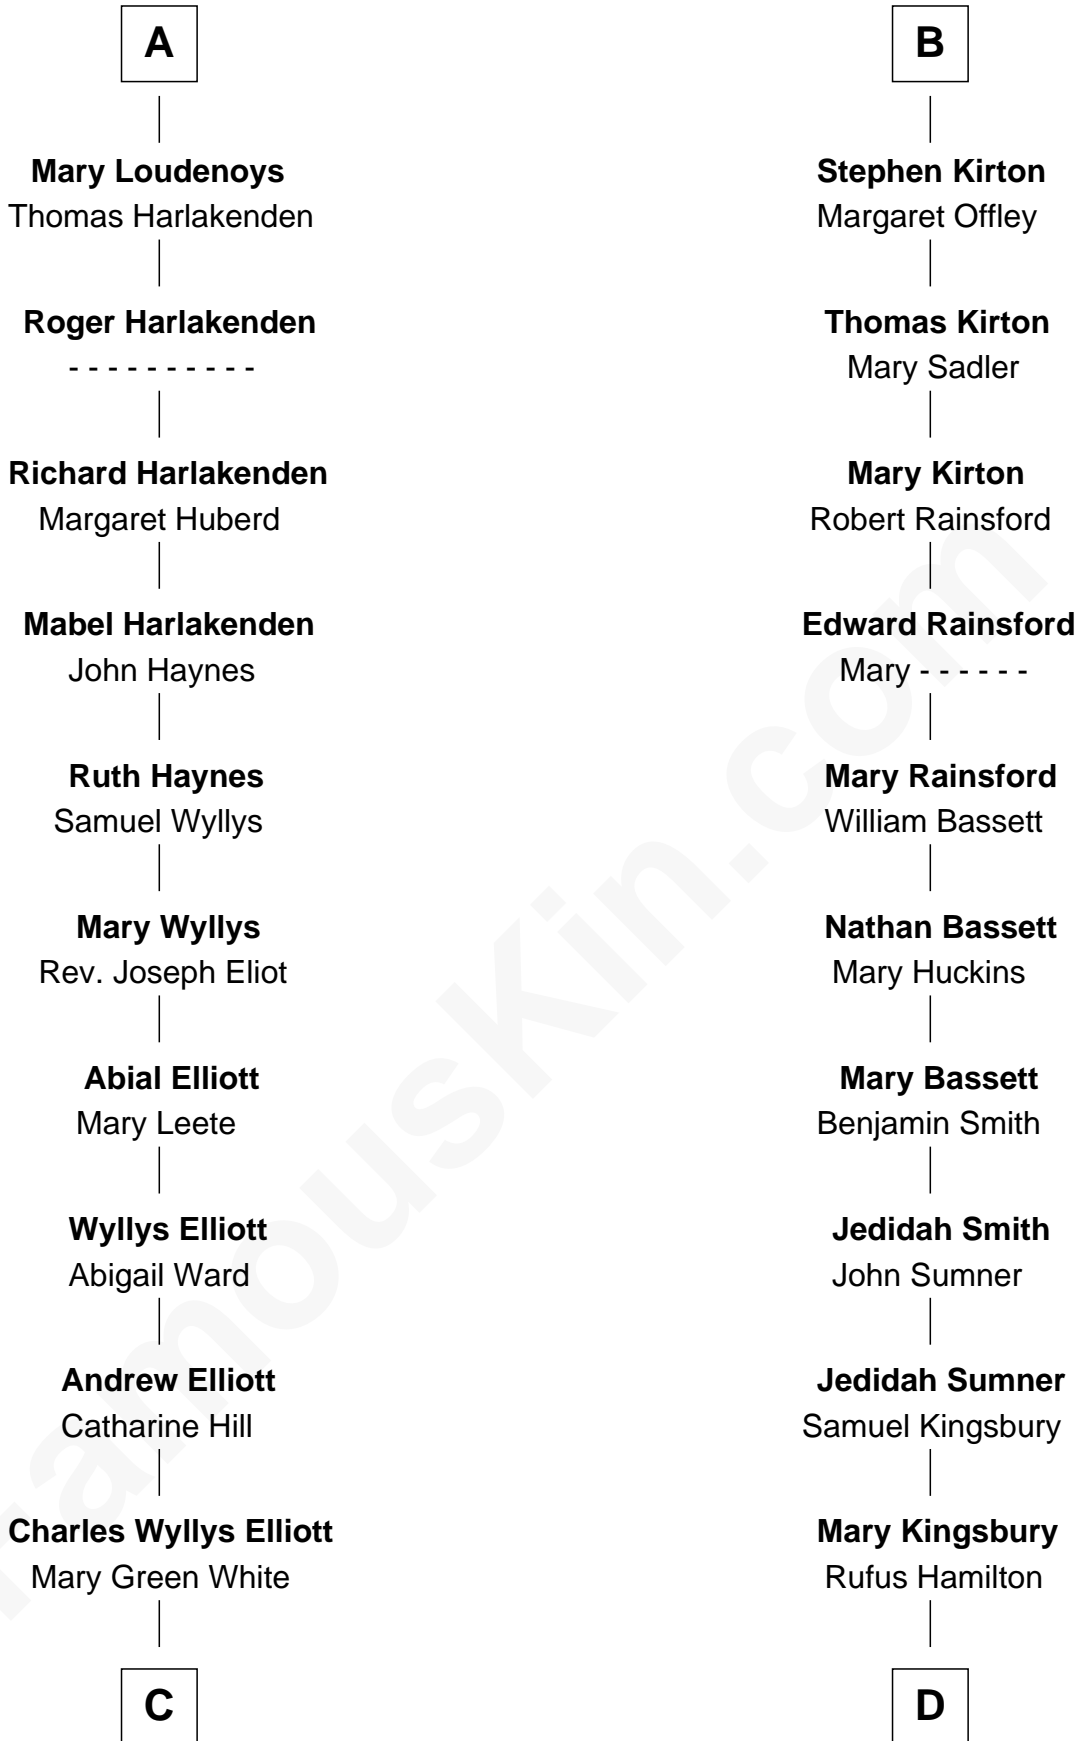 A
Mary Loudenoys
Thomas Harlakenden
Roger Harlakenden
- - - - - - - - - -
Richard Harlakenden
Margaret Huberd
Mabel Harlakenden
John Haynes
Ruth Haynes
Samuel Wyllys
Mary Wyllys
Rev. Joseph Eliot
Abial Elliott
Mary Leete
Wyllys Elliott
Abigail Ward
Andrew Elliott
Catharine Hill
Charles Wyllys Elliott
Mary Green White
C
B
Stephen Kirton
Margaret Offley
Thomas Kirton
Mary Sadler
Mary Kirton
Robert Rainsford
Edward Rainsford
Mary - - - - - -
Mary Rainsford
William Bassett
Nathan Bassett
Mary Huckins
Mary Bassett
Benjamin Smith
Jedidah Smith
John Sumner
Jedidah Sumner
Samuel Kingsbury
Mary Kingsbury
Rufus Hamilton
D
FamousKin.com